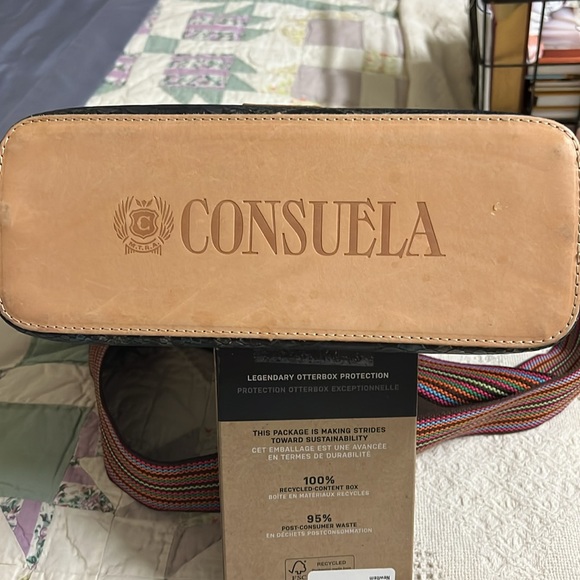 C
M.T.R.K.
CONSUELA
LEGENDARY OTTERBOX PROTECTION
PROTECTION OTTERBOX EXCEPTIONNELLE
THIS PACKAGE IS MAKING STRIDES
TOWARD SUSTAINABILITY
CET EMBALLAGE EST UNE AVANCÉE
EN TERMES DE DURABILITÉ
100%
RECYCLED-CONTENT BOX
BOÎTE EN MATÉRIAUX RECYCLÉS
95%
POST-CONSUMER WASTE
EN DÉCHETS POSTCONSOMMATION
FSC
RECYCLED
NewItem